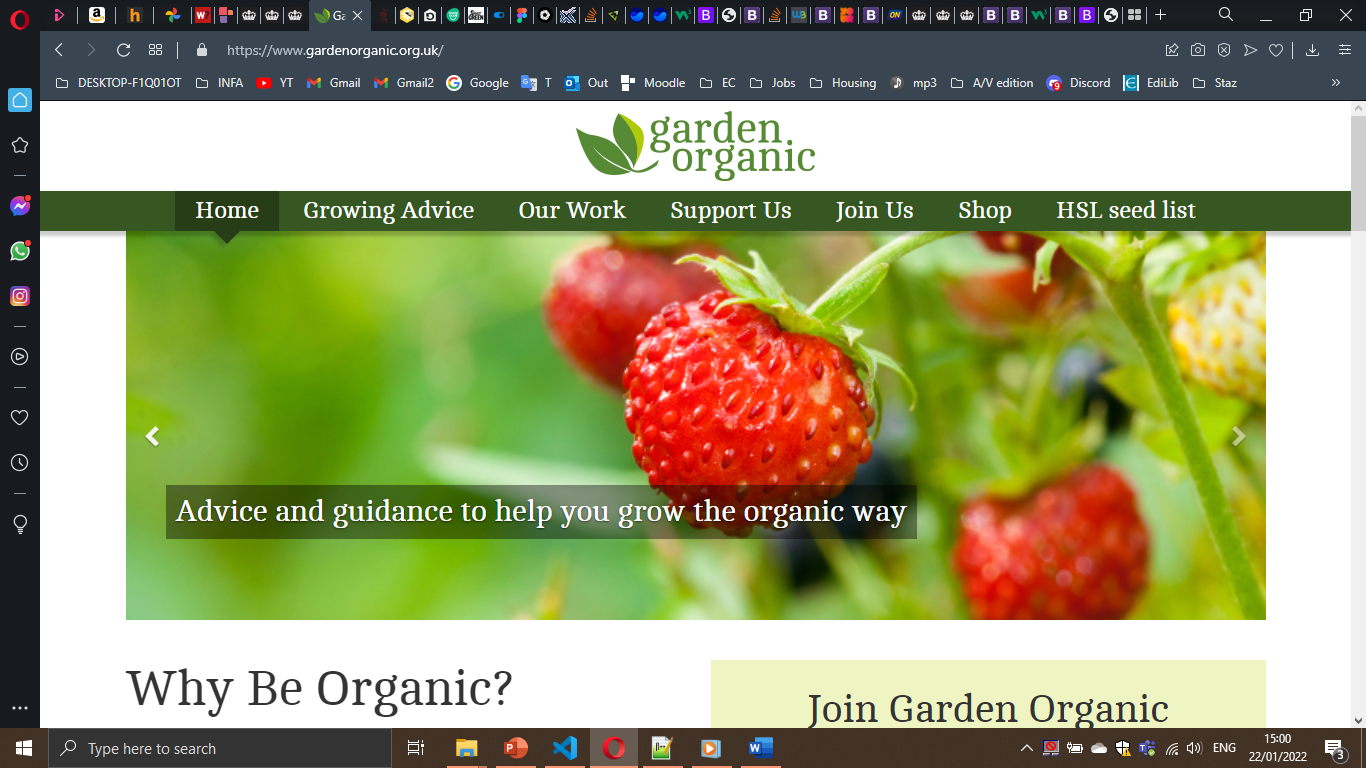 Ga
https://www.gardenorganic.org.uk/
DESKTOP-F1Q01OT INFA YT Gmail Gmail2 Google T Out Moodle EC Jobs Housing mp3 A/V edition Discord EdiLib Staz »
garden
organic
Home Growing Advice Our Work Support Us Join Us Shop HSL seed list
Advice and guidance to help you grow the organic way
Why Be Organic?
Join Garden Organic
Type here to search
ENG
15:00
22/01/2022
3